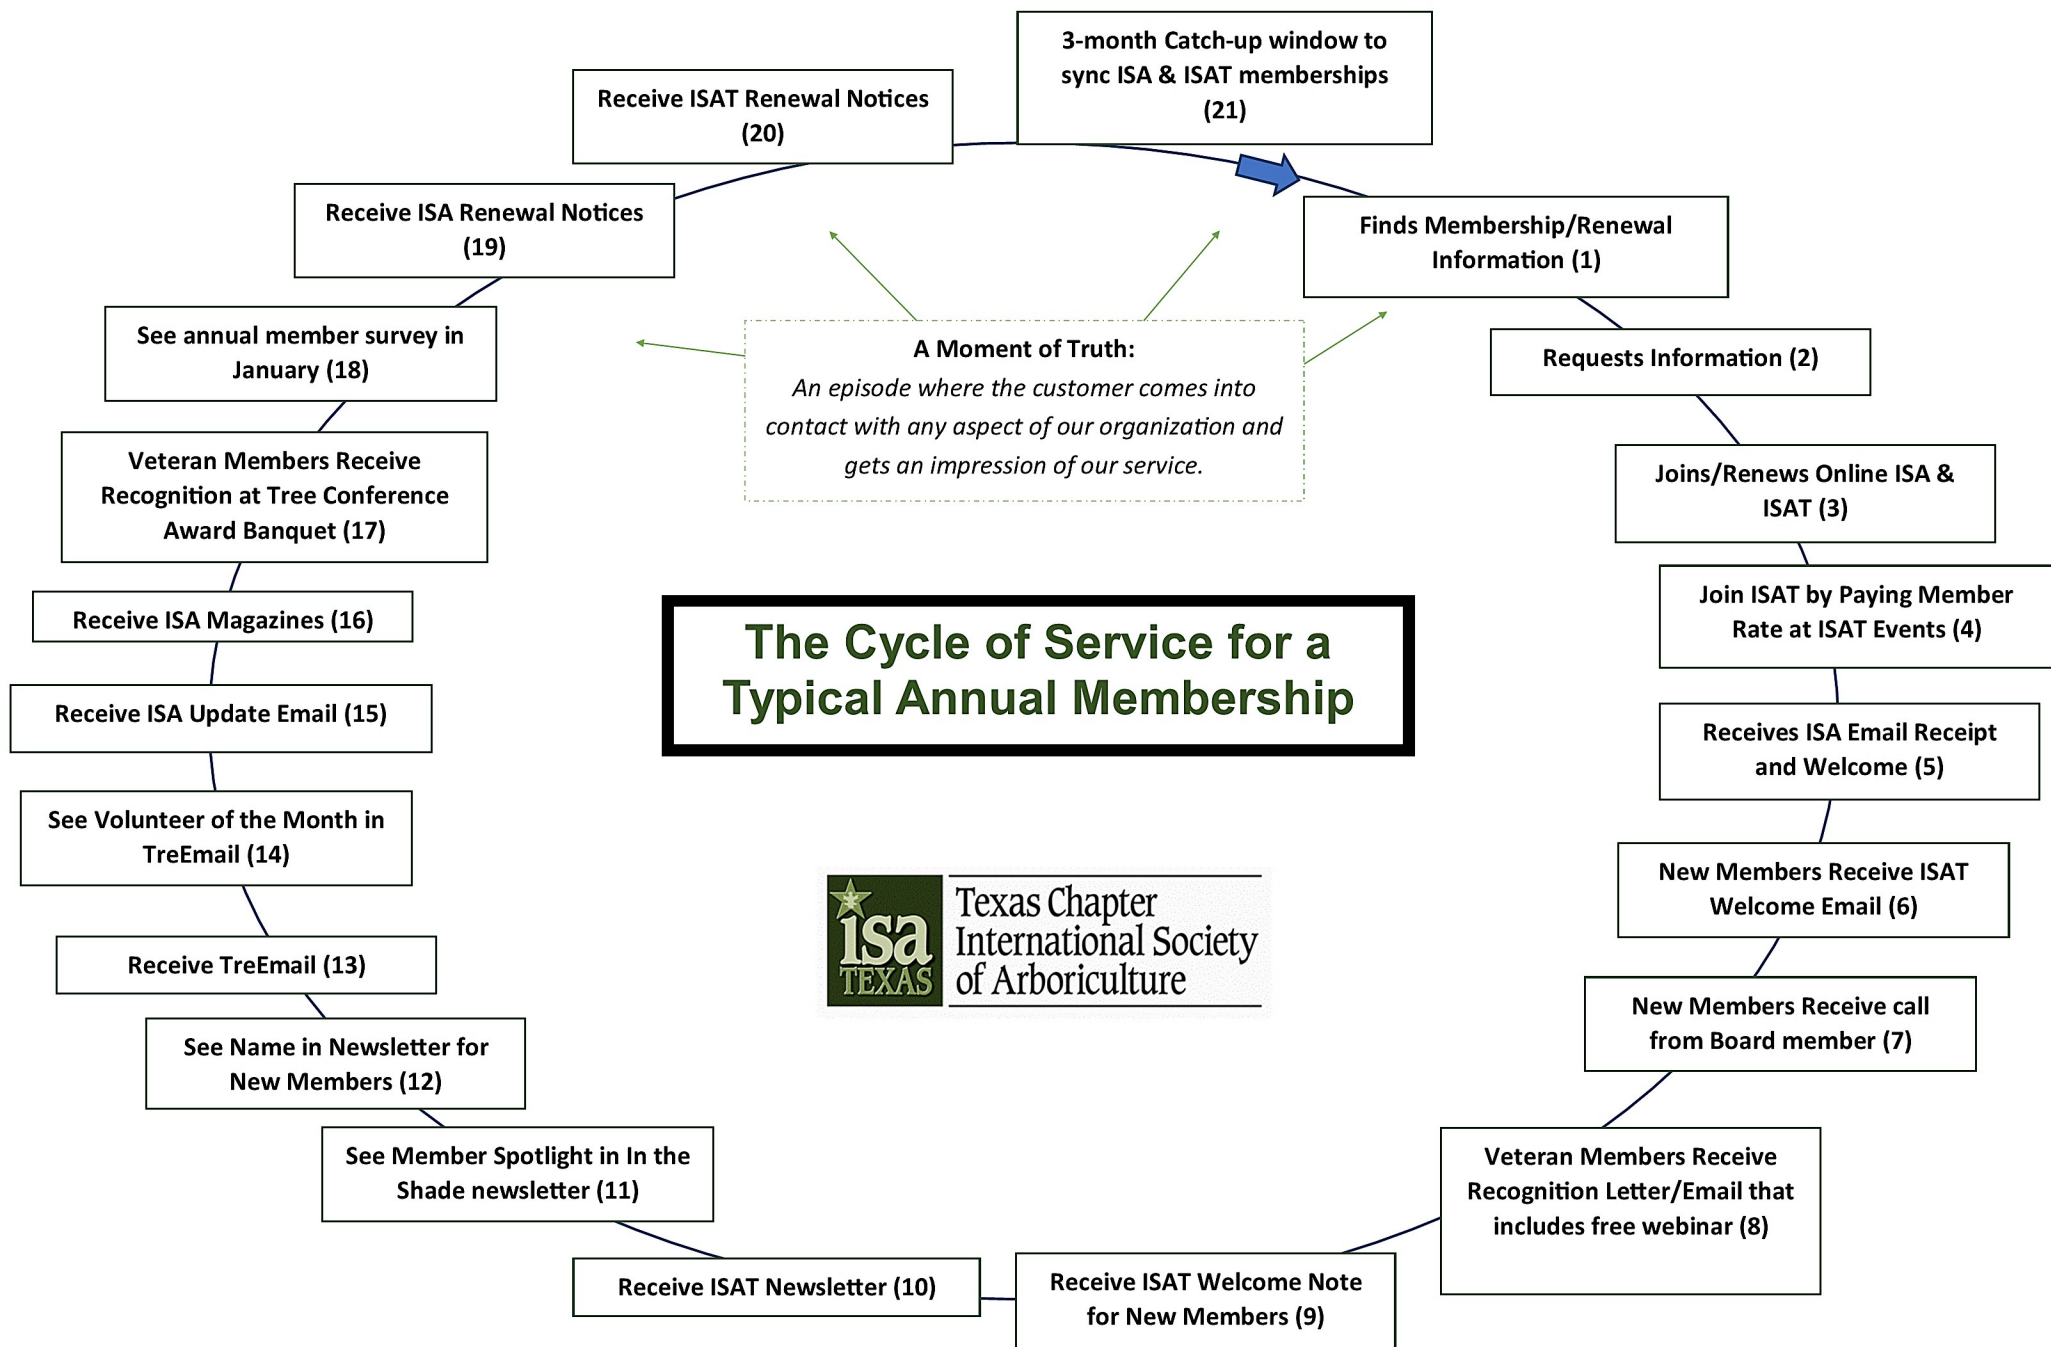 3-month Catch-up window to
sync ISA & ISAT memberships
(21)
Receive ISAT Renewal Notices
(20)
Receive ISA Renewal Notices
(19)
Finds Membership/Renewal
Information (1)
See annual member survey in
January (18)
A Moment of Truth:
An episode where the customer comes into
contact with any aspect of our organization and
gets an impression of our service.
Requests Information (2)
Veteran Members Receive
Recognition at Tree Conference
Award Banquet (17)
Joins/Renews Online ISA &
ISAT (3)
Receive ISA Magazines (16)
The Cycle of Service for a
Typical Annual Membership
Join ISAT by Paying Member
Rate at ISAT Events (4)
Receive ISA Update Email (15)
Receives ISA Email Receipt
and Welcome (5)
See Volunteer of the Month in
TreEmail (14)
New Members Receive ISAT
Welcome Email (6)
isa
TEXAS
Texas Chapter
International Society
of Arboriculture
Receive TreEmail (13)
New Members Receive call
from Board member (7)
See Name in Newsletter for
New Members (12)
See Member Spotlight in In the
Shade newsletter (11)
Veteran Members Receive
Recognition Letter/Email that
includes free webinar (8)
Receive ISAT Newsletter (10)
Receive ISAT Welcome Note
for New Members (9)